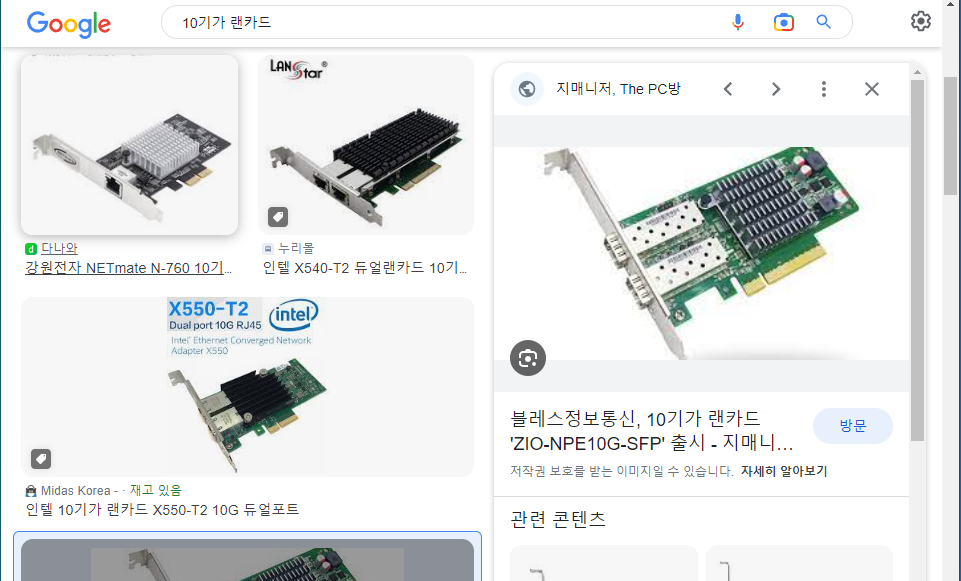 Google
10기가 랜카드
LANStar
다나와
강원전자 NETmate N-760 10기...
누리몰
인텔 X540-T2 듀얼랜카드 10기...
X550-T2
Dual port 10G RJ45
intel
Intel Ethernet Converged Network
Adapter X550
Midas Korea - · 재고 있음
인텔 10기가 랜카드 X550-T2 10G 듀얼포트
지매니저, The PC방
블레스정보통신, 10기가 랜카드
'ZIO-NPE10G-SFP' 출시 - 지매니...
방문
저작권 보호를 받는 이미지일 수 있습니다. 자세히 알아보기
관련 콘텐츠